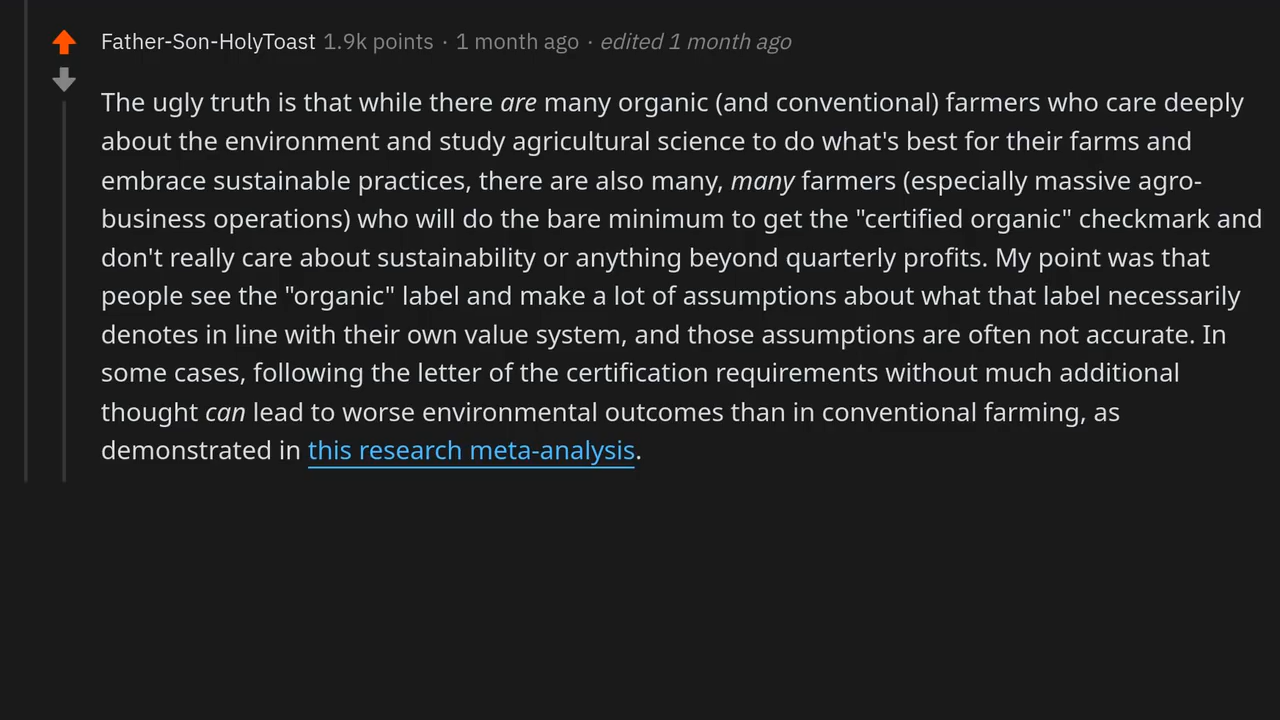 Father-Son-HolyToast 1.9k points · 1 month ago · edited 1 month ago
The ugly truth is that while there are many organic (and conventional) farmers who care deeply
about the environment and study agricultural science to do what's best for their farms and
embrace sustainable practices, there are also many, many farmers (especially massive agro-
business operations) who will do the bare minimum to get the "certified organic" checkmark and
don't really care about sustainability or anything beyond quarterly profits. My point was that
people see the "organic" label and make a lot of assumptions about what that label necessarily
denotes in line with their own value system, and those assumptions are often not accurate. In
some cases, following the letter of the certification requirements without much additional
thought can lead to worse environmental outcomes than in conventional farming, as
demonstrated in this research meta-analysis.